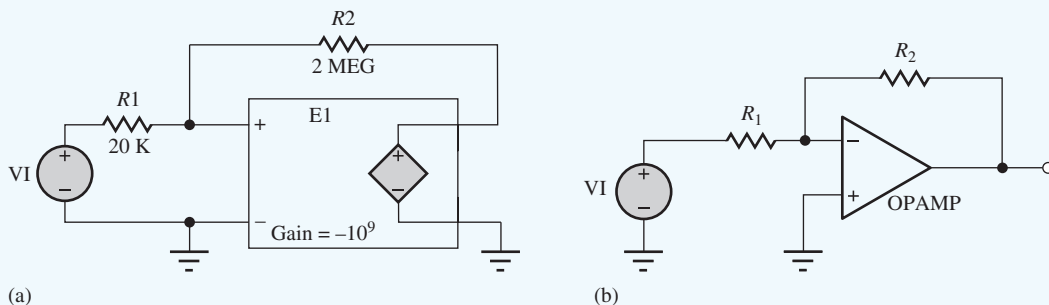 R2
2 MEG
R1
20 K
E1
+
+
VI
+
−
−
−
Gain = –10⁹
(a)
R₂
R₁
−
VI
+
−
+
OPAMP
(b)